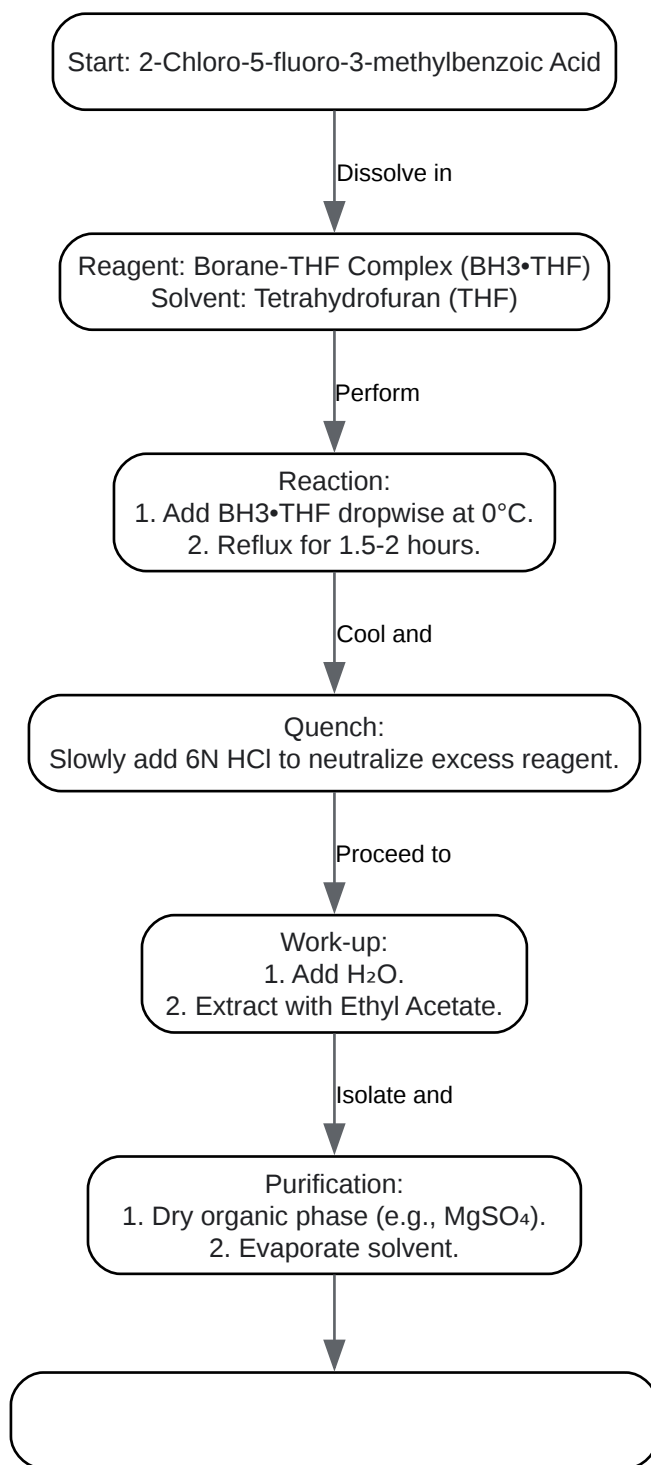 Start: 2-Chloro-5-fluoro-3-methylbenzoic Acid
Dissolve in
Reagent: Borane-THF Complex (BH3•THF)
Solvent: Tetrahydrofuran (THF)
Perform
Reaction:
1. Add BH3•THF dropwise at 0°C.
2. Reflux for 1.5-2 hours.
Cool and
Quench:
Slowly add 6N HCl to neutralize excess reagent.
Proceed to
Work-up:
1. Add H₂O.
2. Extract with Ethyl Acetate.
Isolate and
Purification:
1. Dry organic phase (e.g., MgSO₄).
2. Evaporate solvent.